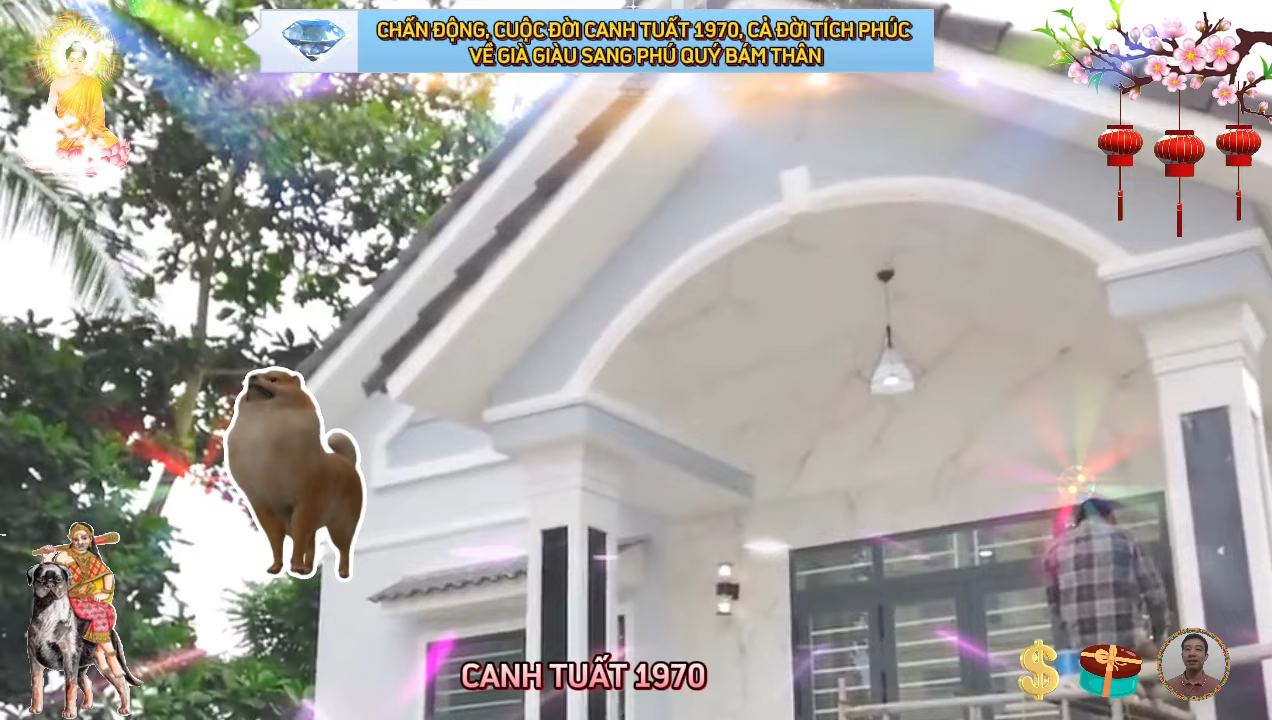 CHẤN ĐỘNG, CUỘC ĐỜI CANH TUẤT 1970, CẢ ĐỜI TÍCH PHÚC
VỀ GIÀ GIÀU SANG PHÚ QUÝ BÁM THÂN
CANH TUẤT 1970